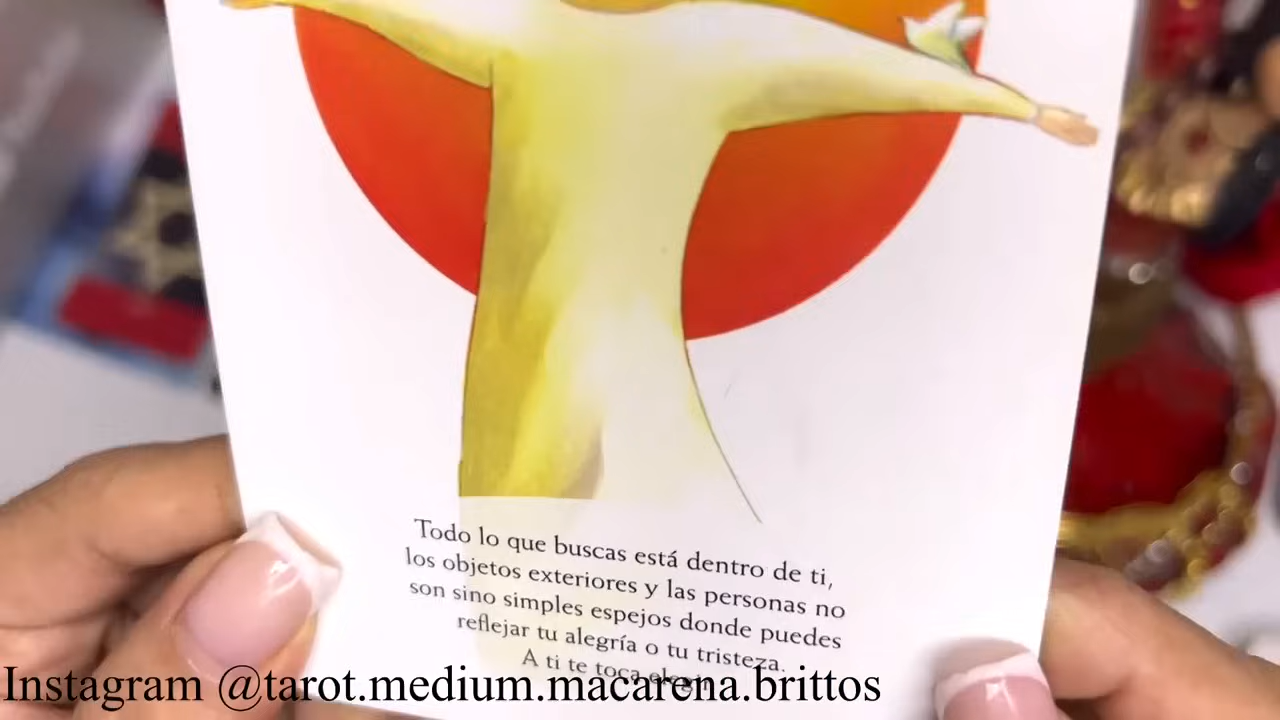 Todo lo que buscas está dentro de ti,
los objetos exteriores y las personas no
son sino simples espejos donde puedes
reflejar tu alegría o tu tristeza.
A ti te toca
Instagram @tarot.medium.macarena.brittos